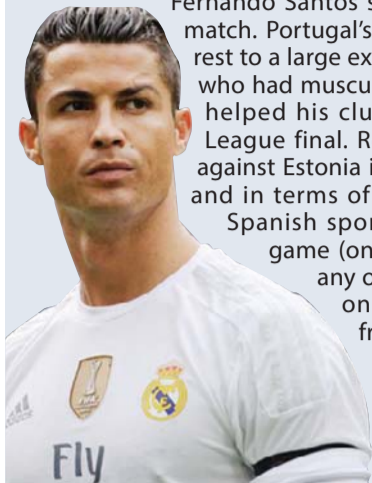 Fernando Santos s
match. Portugal's
rest to a large ex
who had muscu
helped his clu
League final. R
against Estonia i
and in terms of
Spanish spor
game (on
any o
on
fr
adidas
Fly